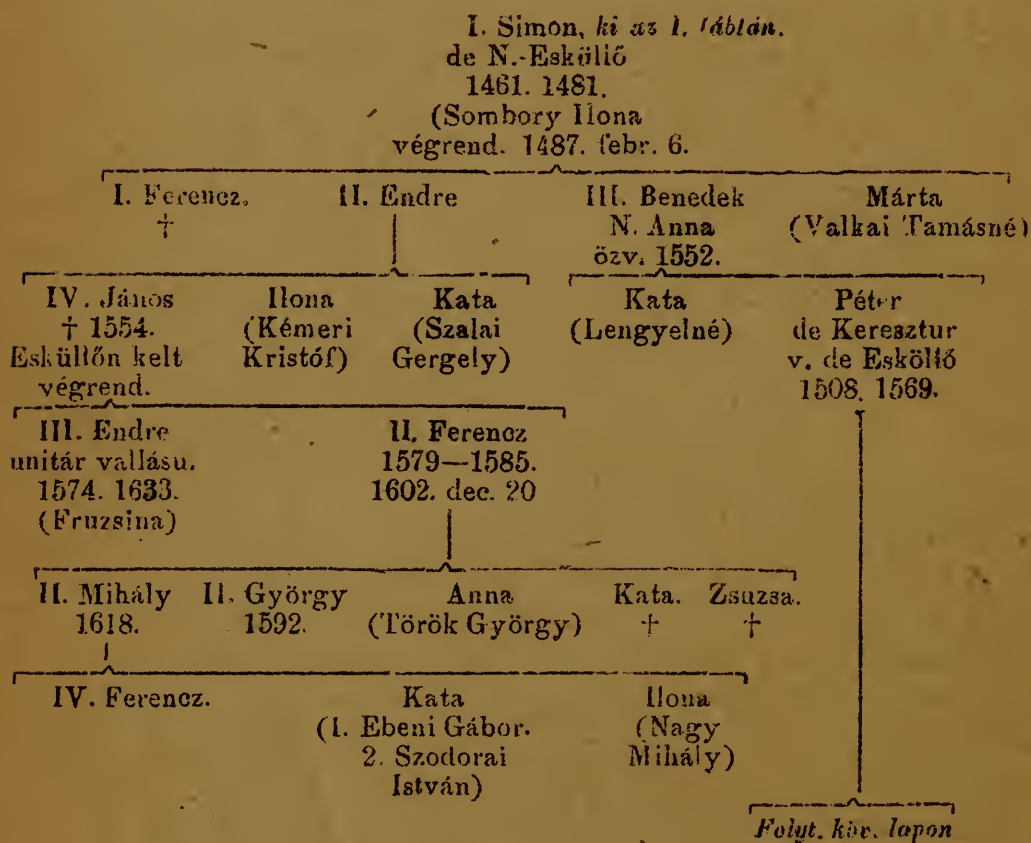 I. Simon, ki az I. táblán.
de N.-Esküllő
1461. 1481.
(Sombory Ilona
végrend. 1487. febr. 6.
I. Ferencz. II. Endre III. Benedek Márta
† N. Anna (Valkai Tamásné)
özv. 1552.
IV. János Ilona Kata Kata Péter
† 1554. (Kémeri (Szalai (Lengyelné) de Keresztur
Esküllőn kelt Kristóf) Gergely) v. de Esköllő
végrend. 1508. 1569.
III. Endre II. Ferencz
unitár vallásu. 1579—1585.
1574. 1633. 1602. dec. 20
(Fruzsina)
II. Mihály II. György Anna Kata. Zsuzsa.
1618. 1592. (Török György) † †
IV. Ferencz. Kata Ilona
(1. Ebeni Gábor. (Nagy
2. Szodorai Mihály)
István)
Folyt. köv. lapon